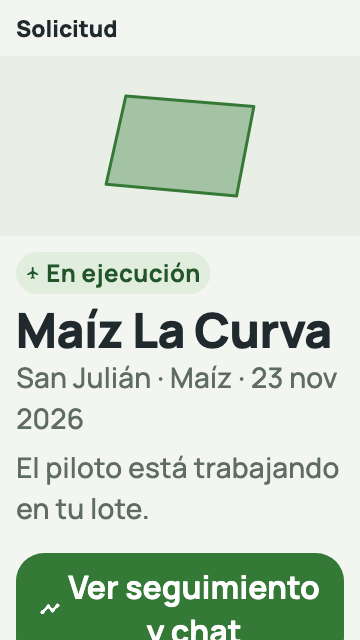 Solicitud
En ejecución
Maíz La Curva
San Julián · Maíz · 23 nov
2026
El piloto está trabajando
en tu lote.
Ver seguimiento
y chat